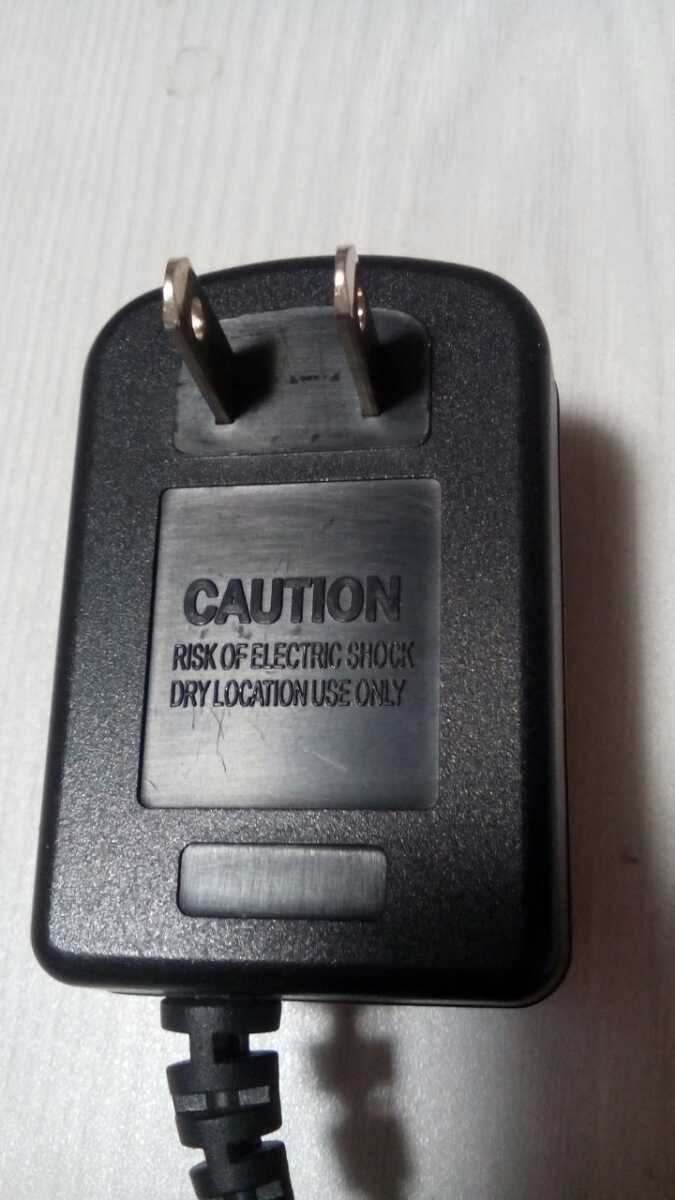 CAUTION
RISK OF ELECTRIC SHOCK
DRY LOCATION USE ONLY